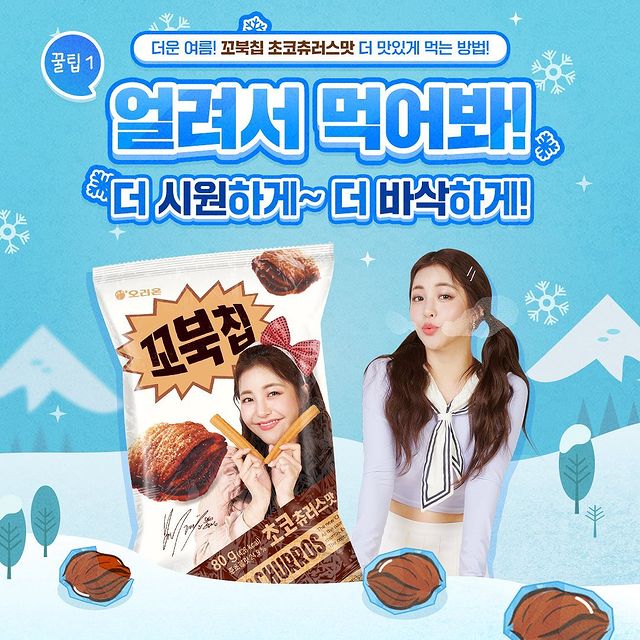 꿀팁 1
더운 여름! 꼬북칩 초코츄러스맛 더 맛있게 먹는 방법!
얼려서 먹어봐!
더 시원하게~ 더 바삭하게!
오리온
꼬북칩
초코츄러스맛
80 g
CHURROS